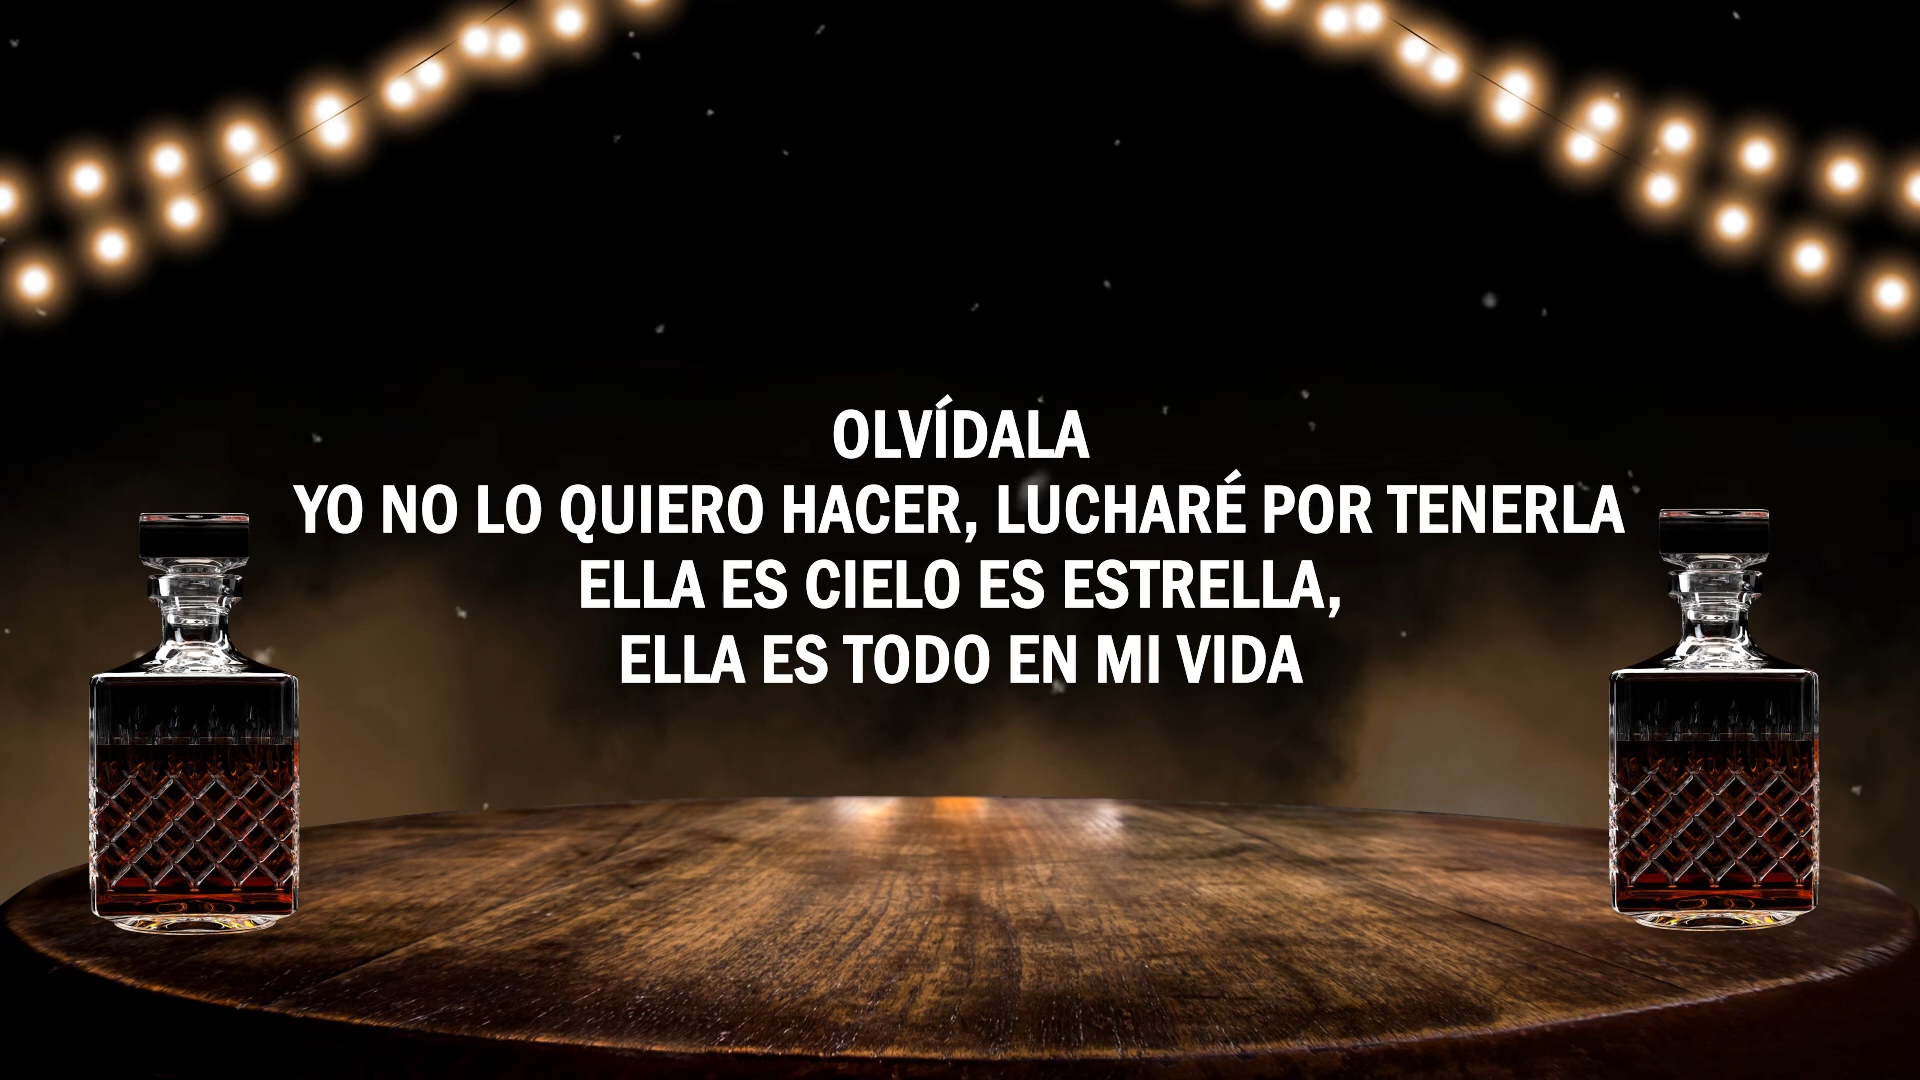 OLVÍDALA
YO NO LO QUIERO HACER, LUCHARÉ POR TENERLA
ELLA ES CIELO ES ESTRELLA,
ELLA ES TODO EN MI VIDA